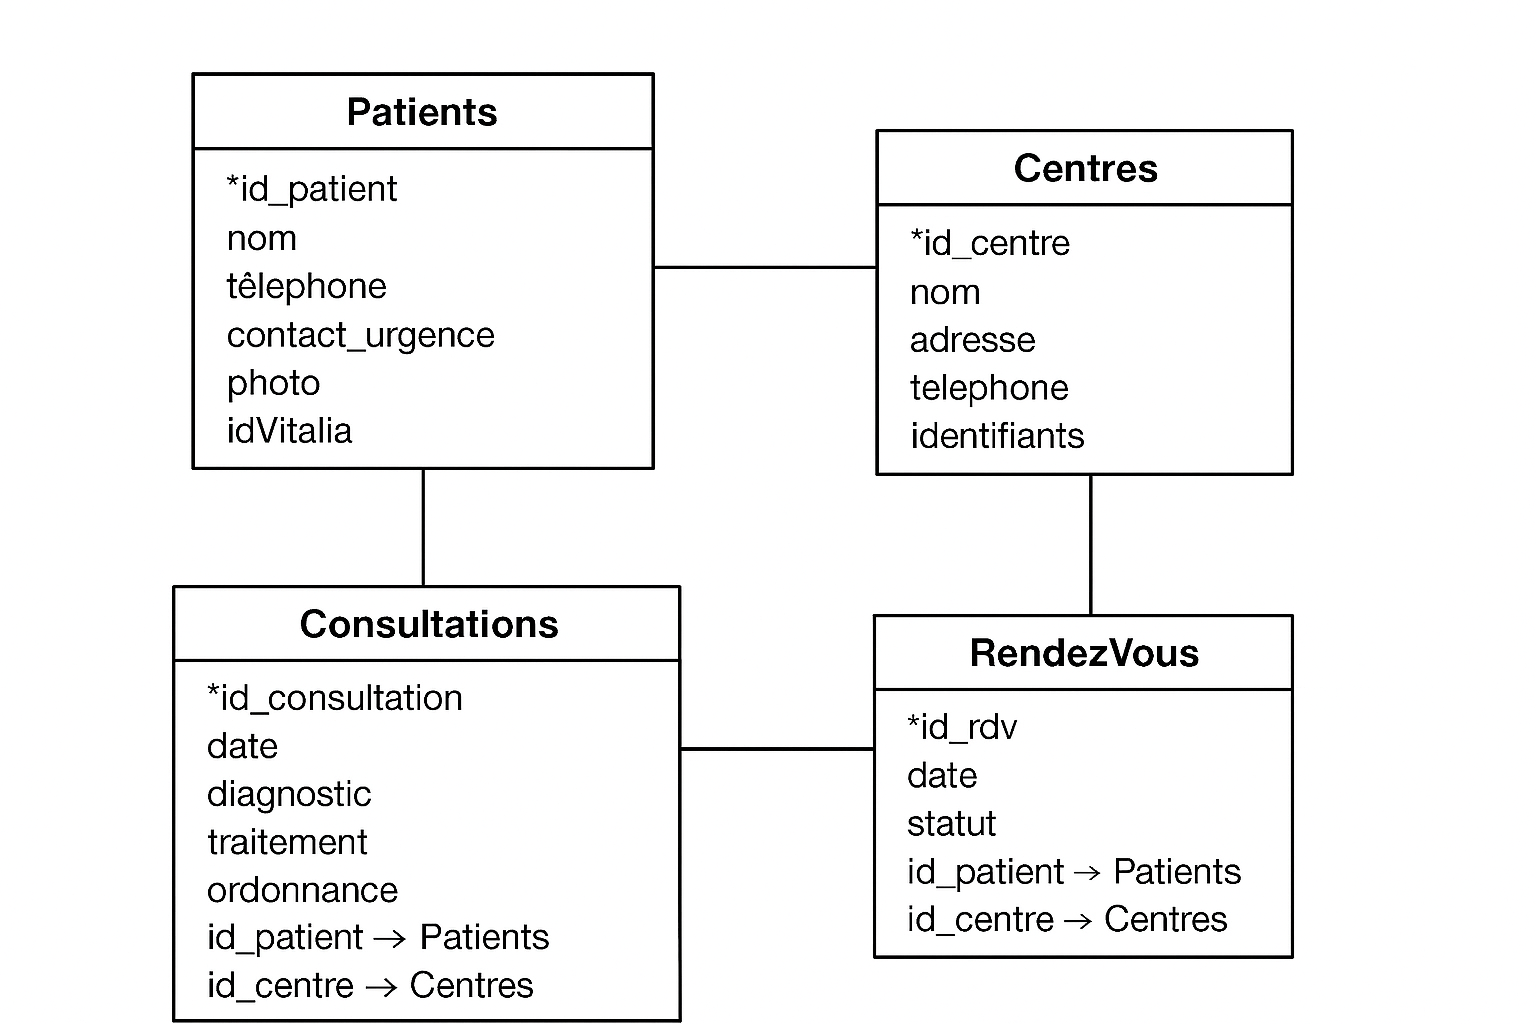 Patients
*id_patient
nom
têlephone
contact_urgence
photo
idVitalia
Centres
*id_centre
nom
adresse
telephone
identifiants
Consultations
*id_consultation
date
diagnostic
traitement
ordonnance
id_patient → Patients
id_centre → Centres
RendezVous
*id_rdv
date
statut
id_patient → Patients
id_centre → Centres